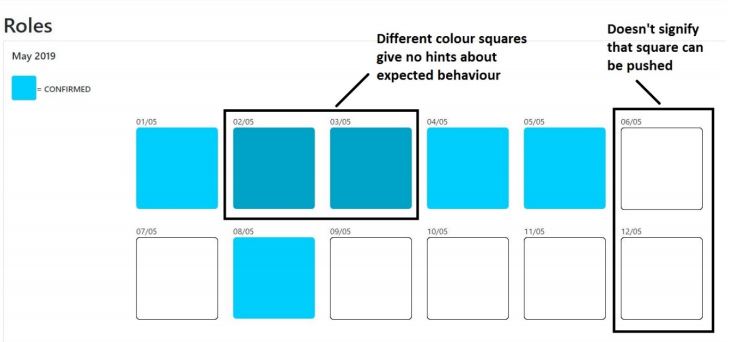 Roles
May 2019
= CONFIRMED
Different colour squares
give no hints about
expected behaviour
Doesn't signify
that square can
be pushed
01/05
02/05
03/05
04/05
05/05
06/05
07/05
08/05
09/05
10/05
11/05
12/05